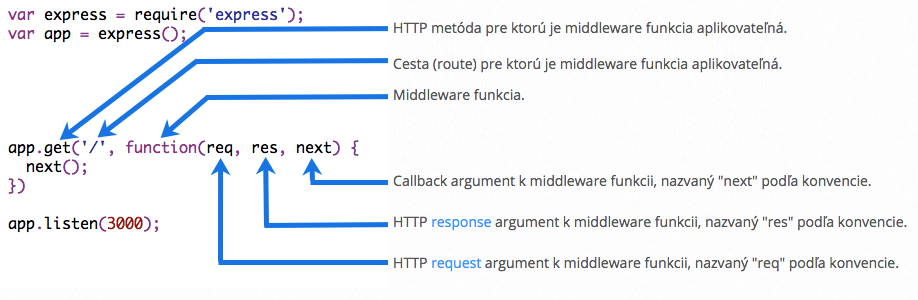 var express = require('express');
var app = express();
HTTP metóda pre ktorú je middleware funkcia aplikovateľná.
Cesta (route) pre ktorú je middleware funkcia aplikovateľná.
Middleware funkcia.
app.get('/', function(req, res, next) {
next();
})
Callback argument k middleware funkcii, nazvaný "next" podľa konvencie.
app.listen(3000);
HTTP response argument k middleware funkcii, nazvaný "res" podľa konvencie.
HTTP request argument k middleware funkcii, nazvaný "req" podľa konvencie.